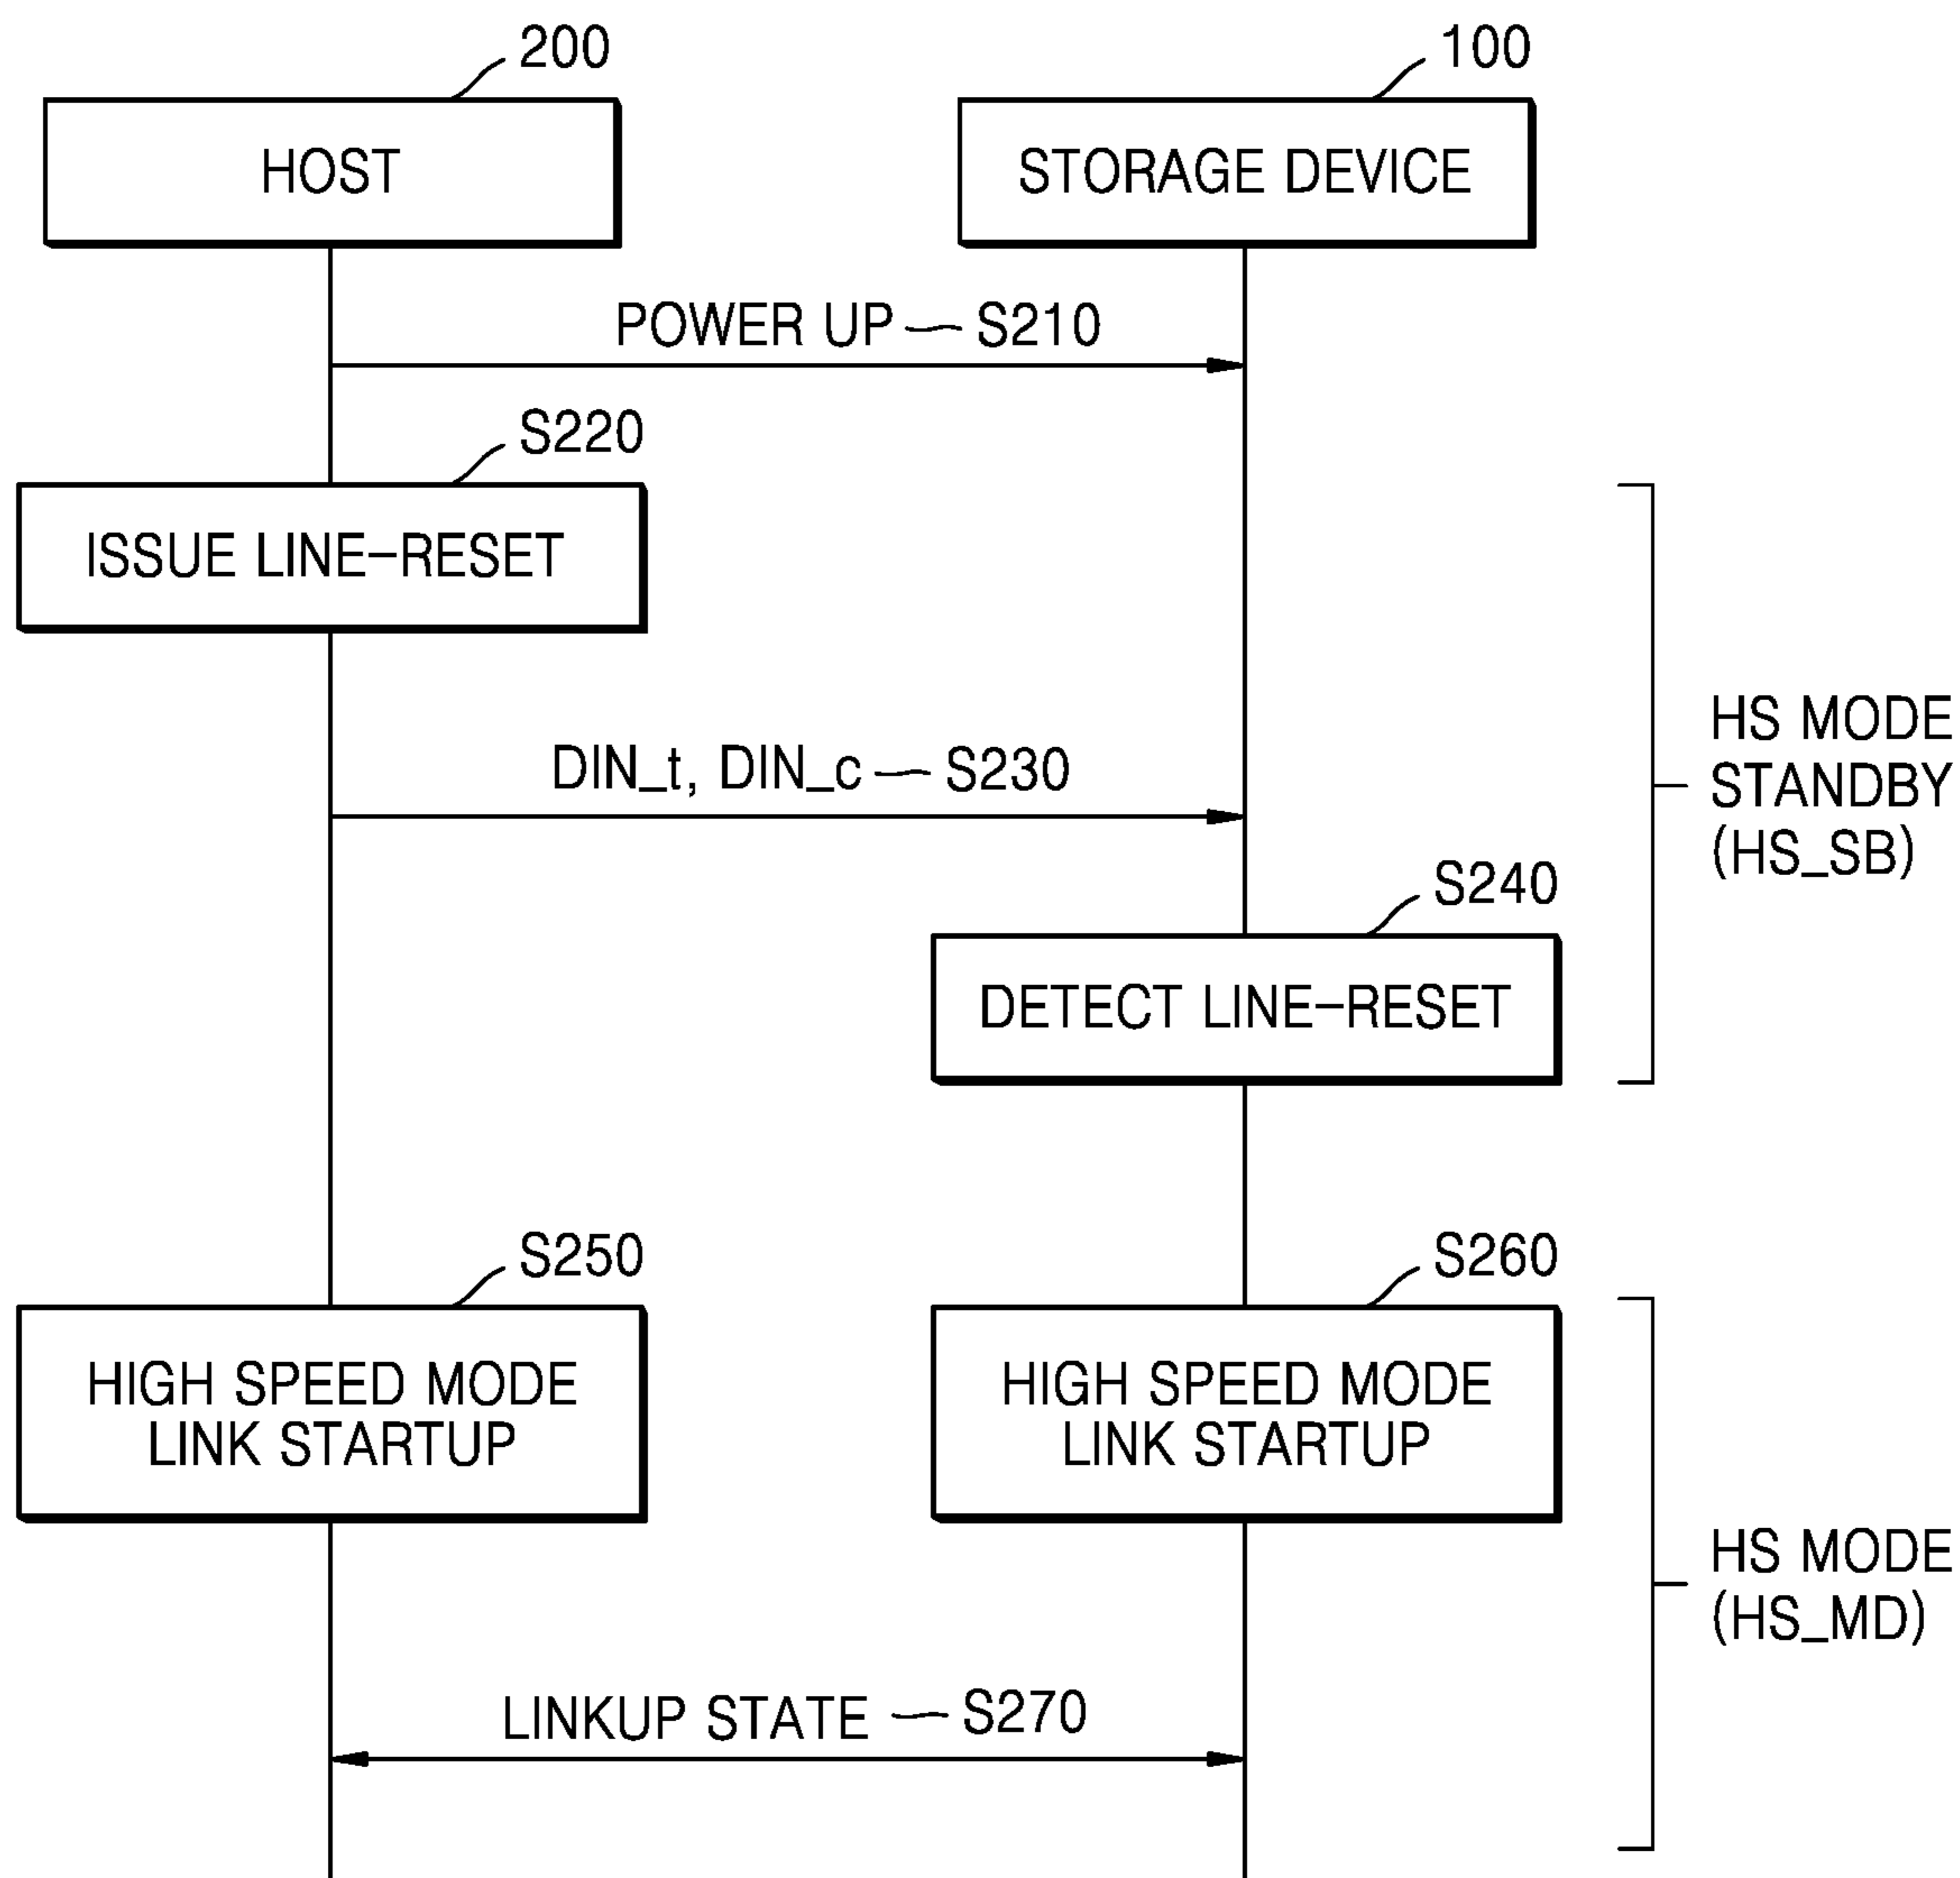 200
100
HOST
STORAGE DEVICE
POWER UP
S210
S220
ISSUE LINE-RESET
DIN_t, DIN_c
S230
HS MODE
STANDBY
(HS_SB)
S240
DETECT LINE-RESET
S250
S260
HIGH SPEED MODE
LINK STARTUP
HIGH SPEED MODE
LINK STARTUP
HS MODE
(HS_MD)
LINKUP STATE
S270